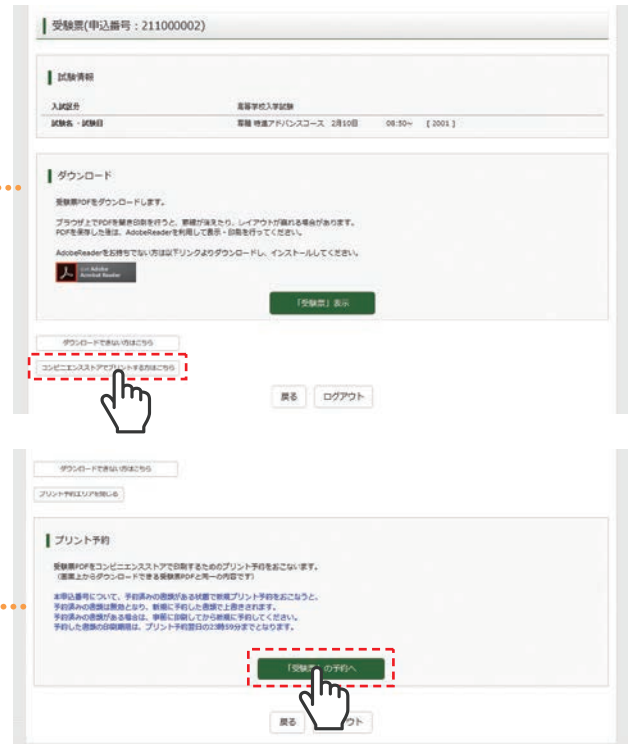 受験票(申込番号：211000002)
試験情報
入試区分 高等学校入学試験
試験名・試験日 専願 特進アドバンスコース 2月10日 08:50～ [ 2001 ]
ダウンロード
受験票PDFをダウンロードします。
ブラウザ上でPDFを開き印刷を行うと、罫線が消えたり、レイアウトが崩れる場合があります。
PDFを保存した後は、AdobeReaderを利用して表示・印刷を行ってください。
AdobeReaderをお持ちでない方は以下リンクよりダウンロードし、インストールしてください。
Get Adobe
Acrobat Reader
「受験票」表示
ダウンロードできない方はこちら
コンビニエンスストアでプリントする方はこちら
戻る ログアウト
ダウンロードできない方はこちら
プリント予約エリアを閉じる
プリント予約
受験票PDFをコンビニエンスストアで印刷するためのプリント予約をおこないます。
（画面上からダウンロードできる受験票PDFと同一の内容です）
本申込番号について、予約済みの書類がある状態で新規プリント予約をおこなうと、
予約済みの書類は無効となり、新規に予約した書類で上書きされます。
予約済みの書類がある場合は、事前に印刷してから新規に予約してください。
予約した書類の印刷期限は、プリント予約翌日の23時59分までとなります。
「受験票」の予約へ
戻る ウト